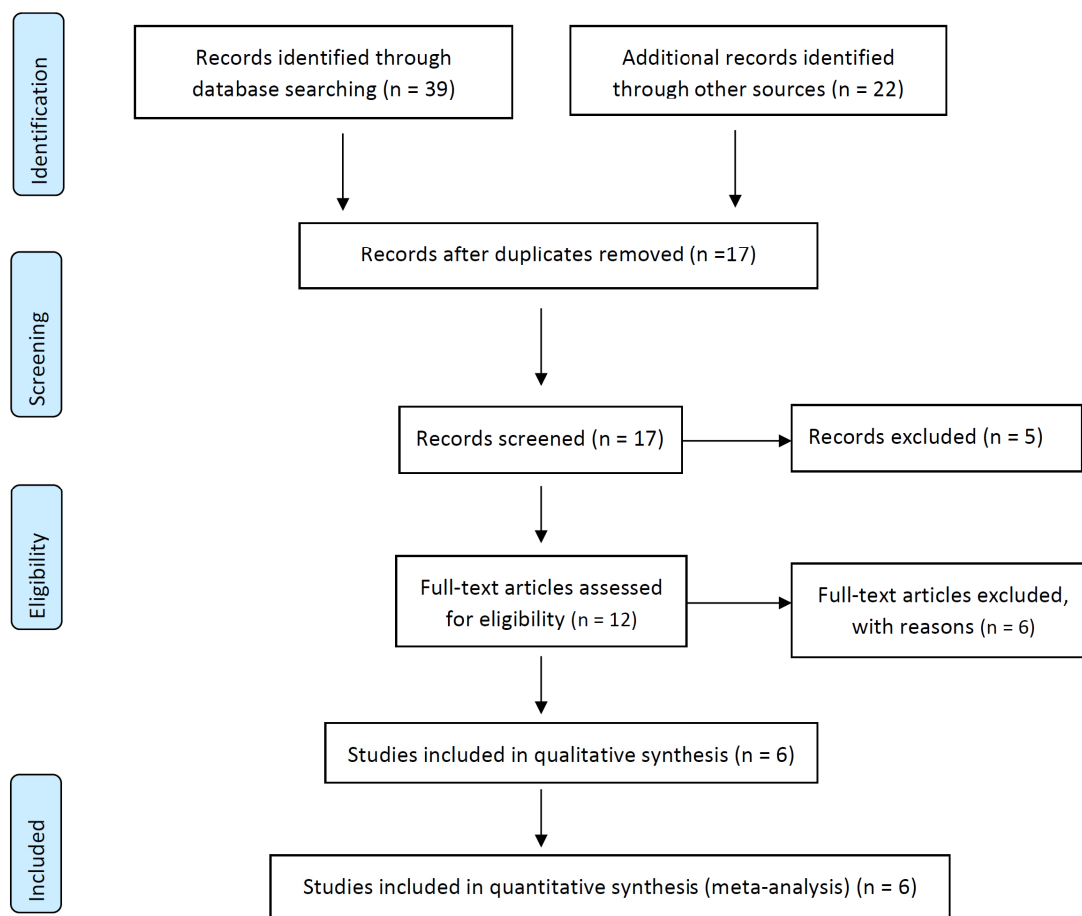 Identification
Records identified through
database searching (n = 39)
Additional records identified
through other sources (n = 22)
Records after duplicates removed (n =17)
Screening
Records screened (n = 17)
Records excluded (n = 5)
Eligibility
Full-text articles assessed
for eligibility (n = 12)
Full-text articles excluded,
with reasons (n = 6)
Studies included in qualitative synthesis (n = 6)
Included
Studies included in quantitative synthesis (meta-analysis) (n = 6)